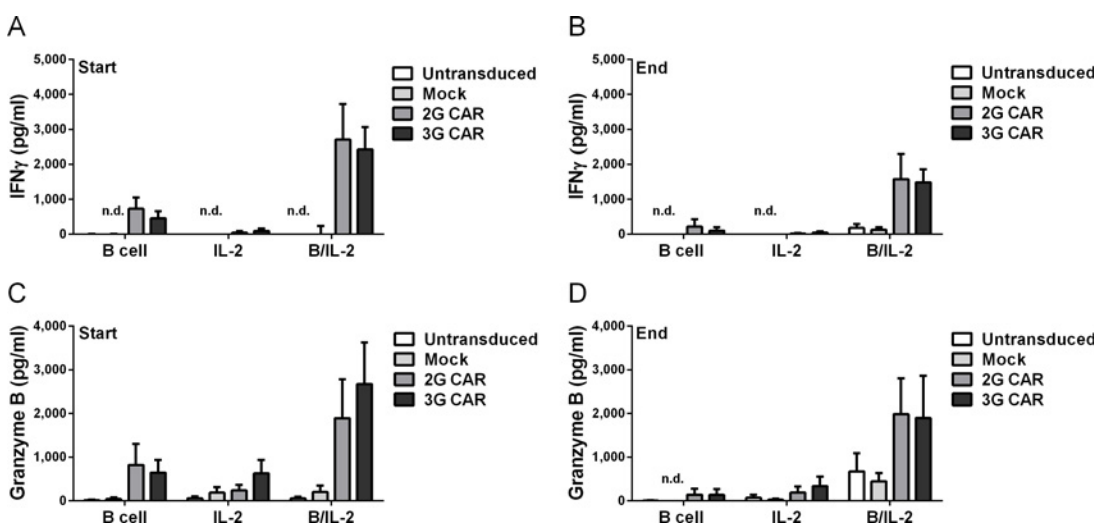 A
Start
IFNγ (pg/ml)
5,000
4,000
3,000
2,000
1,000
0
n.d.
n.d.
n.d.
B cell
IL-2
B/IL-2
Untransduced
Mock
2G CAR
3G CAR
B
End
IFNγ (pg/ml)
5,000
4,000
3,000
2,000
1,000
0
n.d.
n.d.
B cell
IL-2
B/IL-2
Untransduced
Mock
2G CAR
3G CAR
C
Start
Granzyme B (pg/ml)
4,000
3,000
2,000
1,000
0
B cell
IL-2
B/IL-2
Untransduced
Mock
2G CAR
3G CAR
D
End
Granzyme B (pg/ml)
4,000
3,000
2,000
1,000
0
n.d.
B cell
IL-2
B/IL-2
Untransduced
Mock
2G CAR
3G CAR